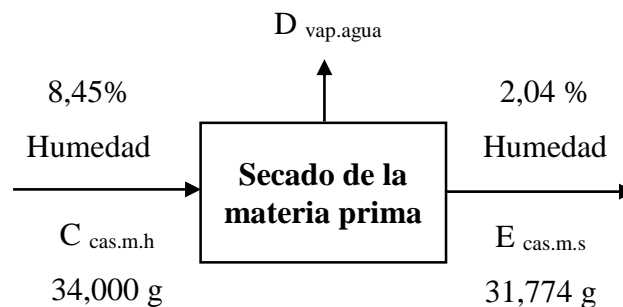 D vap.agua
8,45%
Humedad
C cas.m.h
34,000 g
Secado de la
materia prima
2,04 %
Humedad
E cas.m.s
31,774 g